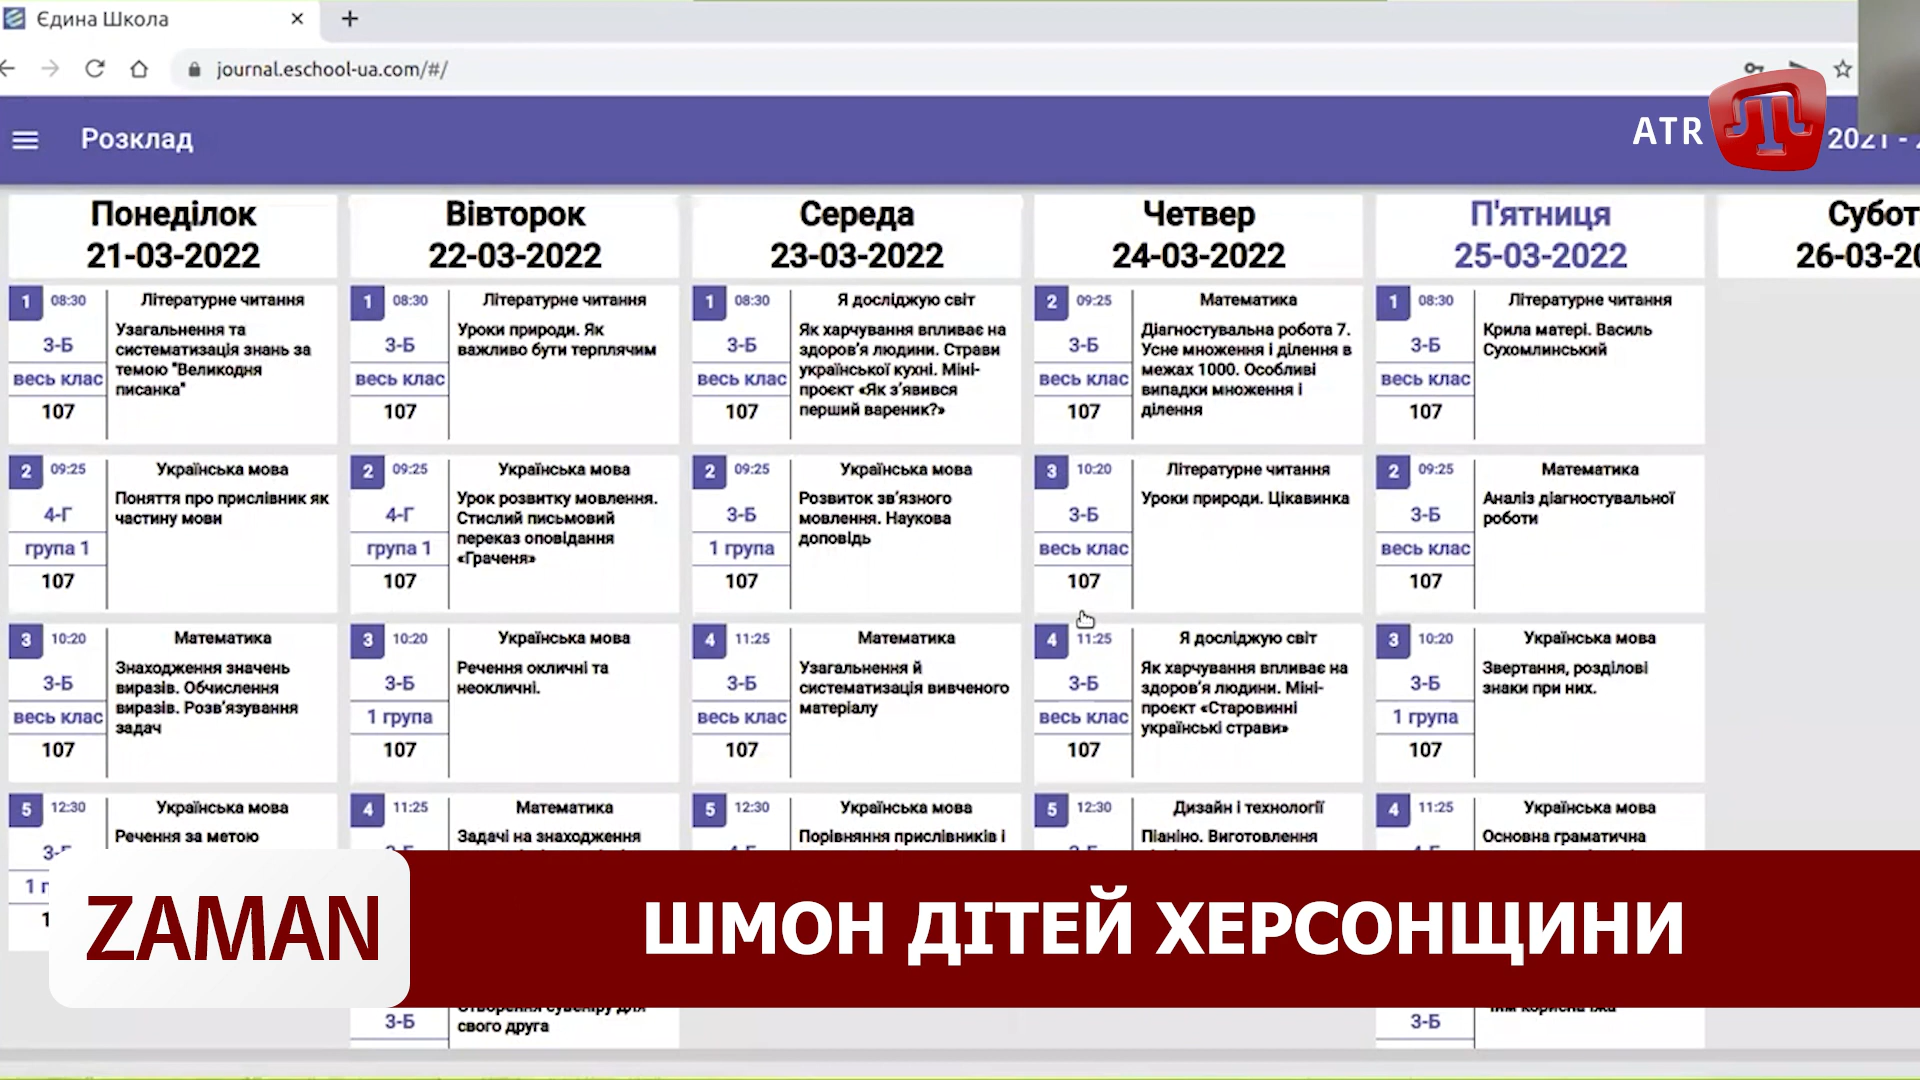 Єдина Школа
journal.eschool-ua.com/#/
Розклад
ATR
2021 -
Понеділок
21-03-2022
1 08:30 Літературне читання
3-Б
весь клас
107
Узагальнення та
систематизація знань за
темою "Великодня
писанка"
2 09:25 Українська мова
4-Г
група 1
107
Поняття про прислівник як
частину мови
3 10:20 Математика
3-Б
весь клас
107
Знаходження значень
виразів. Обчислення
виразів. Розв’язування
задач
5 12:30 Українська мова
Речення за метою
Вівторок
22-03-2022
1 08:30 Літературне читання
3-Б
весь клас
107
Уроки природи. Як
важливо бути терплячим
2 09:25 Українська мова
4-Г
група 1
107
Урок розвитку мовлення.
Стислий письмовий
переказ оповідання
«Граченя»
3 10:20 Українська мова
3-Б
1 група
107
Речення окличні та
неокличні.
4 11:25 Математика
Задачі на знаходження
3-Б
свого друга
Середа
23-03-2022
1 08:30 Я досліджую світ
3-Б
весь клас
107
Як харчування впливає на
здоров’я людини. Страви
української кухні. Міні-
проєкт «Як з’явився
перший вареник?»
2 09:25 Українська мова
3-Б
1 група
107
Розвиток зв’язного
мовлення. Наукова
доповідь
4 11:25 Математика
3-Б
весь клас
107
Узагальнення й
систематизація вивченого
матеріалу
5 12:30 Українська мова
Порівняння прислівників і
Четвер
24-03-2022
2 09:25 Математика
3-Б
весь клас
107
Діагностувальна робота 7.
Усне множення і ділення в
межах 1000. Особливі
випадки множення і
ділення
3 10:20 Літературне читання
3-Б
весь клас
107
Уроки природи. Цікавинка
4 11:25 Я досліджую світ
3-Б
весь клас
107
Як харчування впливає на
здоров’я людини. Міні-
проєкт «Старовинні
українські страви»
5 12:30 Дизайн і технології
Піаніно. Виготовлення
П'ятниця
25-03-2022
1 08:30 Літературне читання
3-Б
весь клас
107
Крила матері. Василь
Сухомлинський
2 09:25 Математика
3-Б
весь клас
107
Аналіз діагностувальної
роботи
3 10:20 Українська мова
3-Б
1 група
107
Звертання, розділові
знаки при них.
4 11:25 Українська мова
Основна граматична
3-Б
Субот
26-03-20
ZAMAN
ШМОН ДІТЕЙ ХЕРСОНЩИНИ